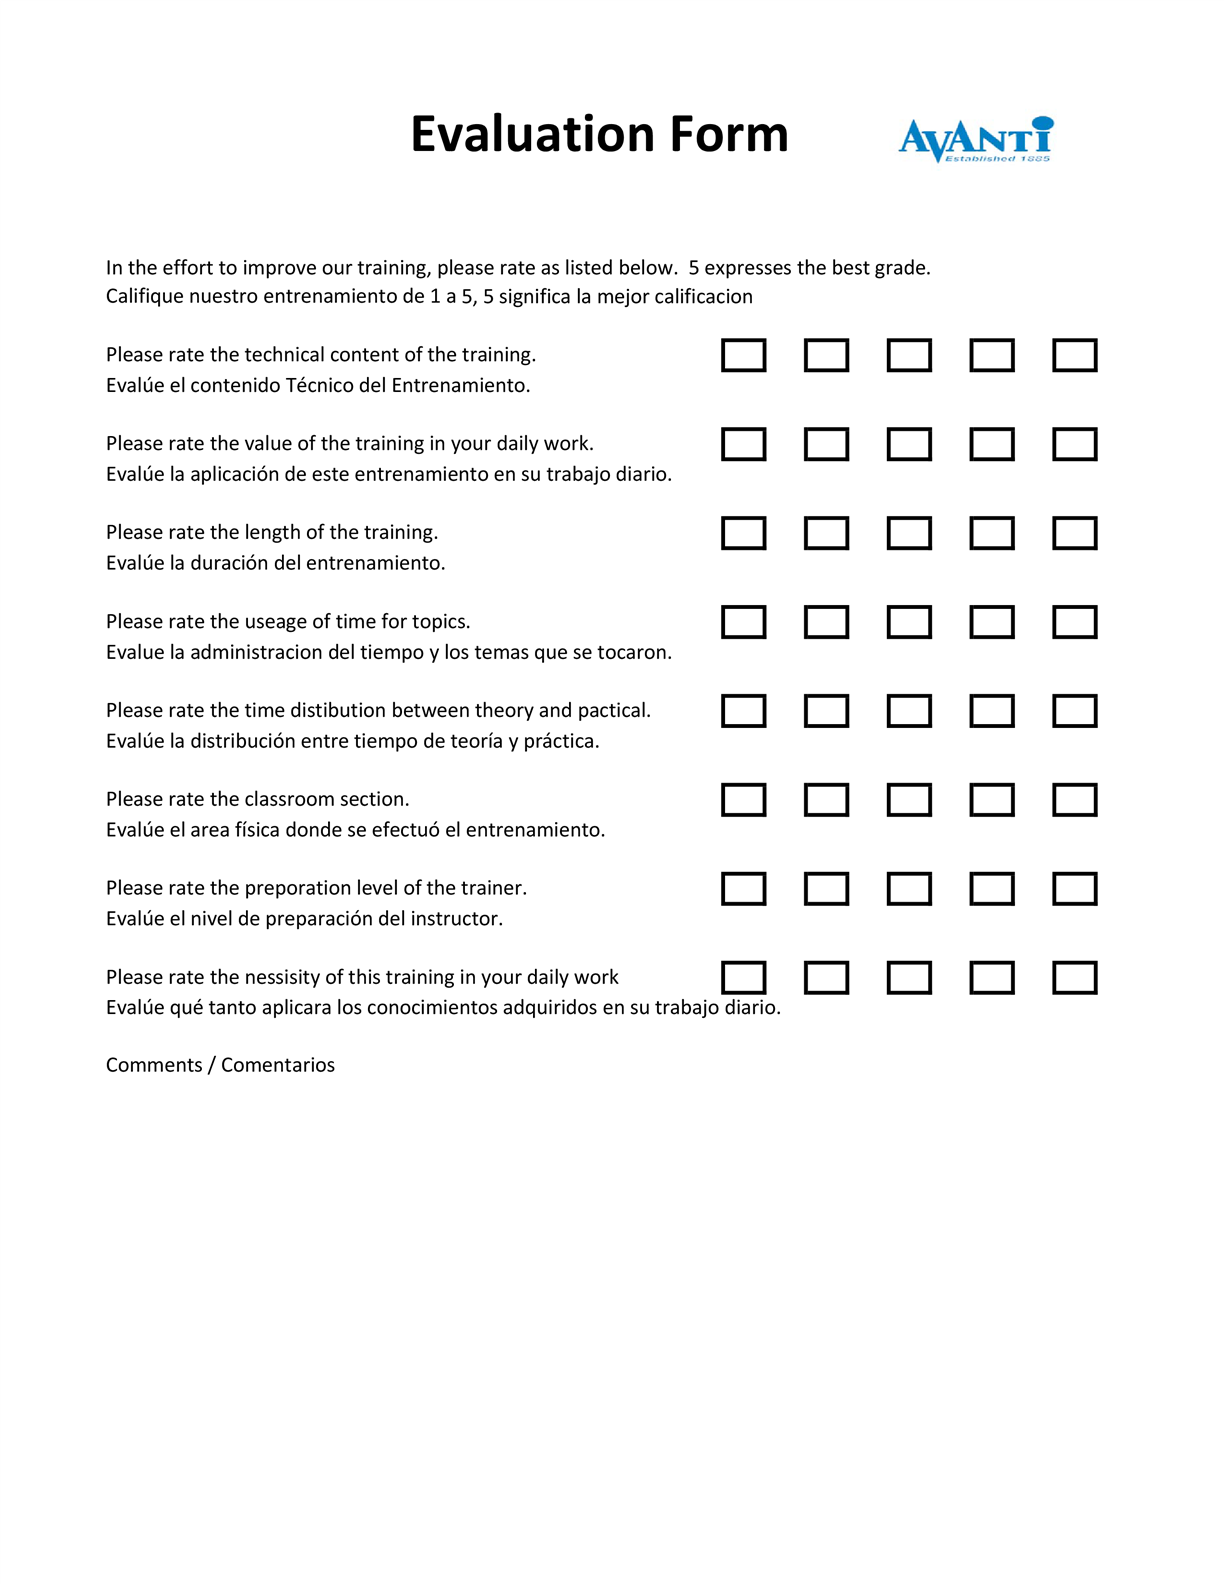 Evaluation Form
AVANTi
Established 1885
In the effort to improve our training, please rate as listed below.  5 expresses the best grade.
Califique nuestro entrenamiento de 1 a 5, 5 significa la mejor calificacion
Please rate the technical content of the training.
Evalúe el contenido Técnico del Entrenamiento.
Please rate the value of the training in your daily work.
Evalúe la aplicación de este entrenamiento en su trabajo diario.
Please rate the length of the training.
Evalúe la duración del entrenamiento.
Please rate the useage of time for topics.
Evalue la administracion del tiempo y los temas que se tocaron.
Please rate the time distibution between theory and pactical.
Evalúe la distribución entre tiempo de teoría y práctica.
Please rate the classroom section.
Evalúe el area física donde se efectuó el entrenamiento.
Please rate the preporation level of the trainer.
Evalúe el nivel de preparación del instructor.
Please rate the nessisity of this training in your daily work
Evalúe qué tanto aplicara los conocimientos adquiridos en su trabajo diario.
Comments / Comentarios